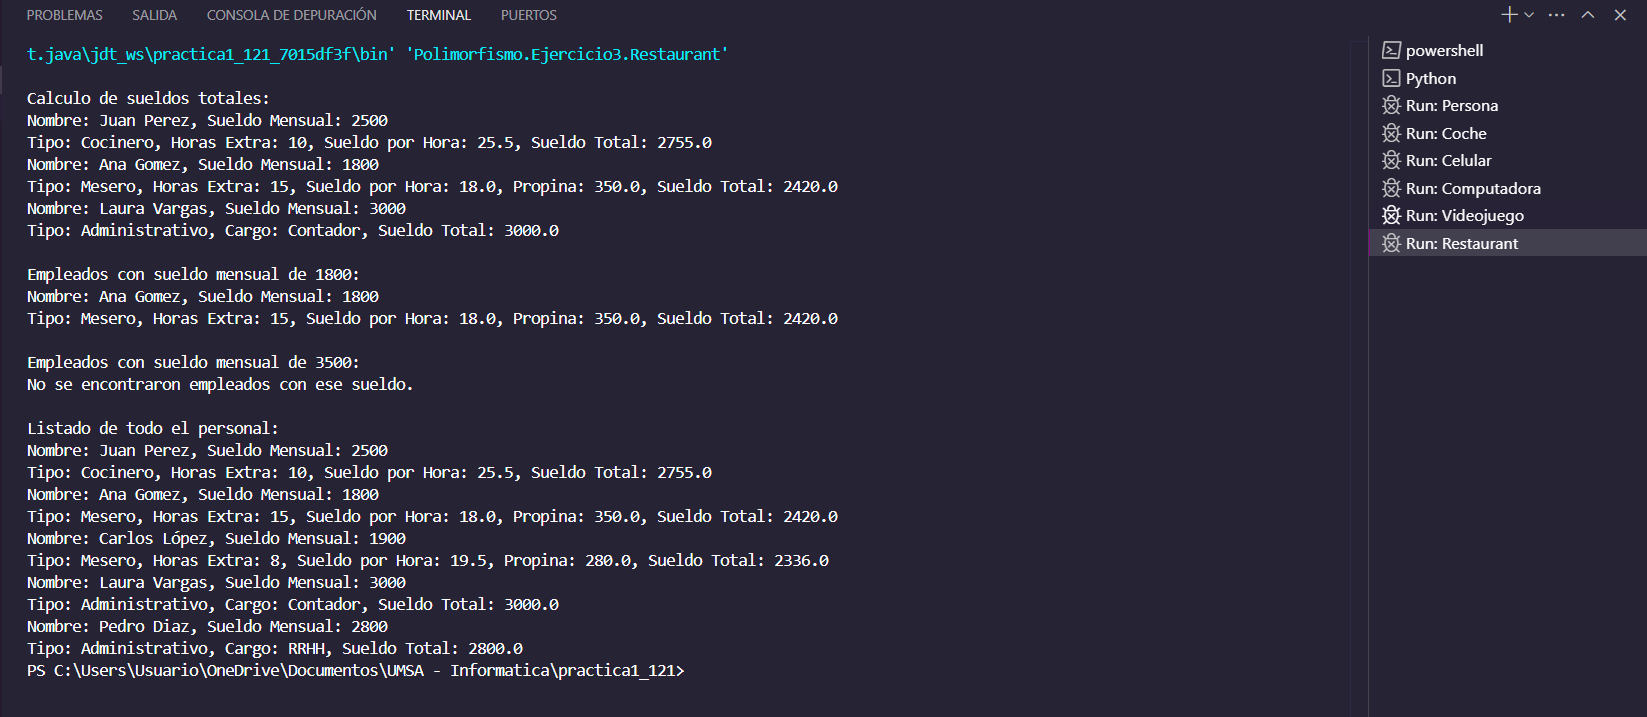 PROBLEMAS SALIDA CONSOLA DE DEPURACIÓN TERMINAL PUERTOS
t.java\jdt_ws\practica1_121_7015df3f\bin' 'Polimorfismo.Ejercicio3.Restaurant'
Calculo de sueldos totales:
Nombre: Juan Perez, Sueldo Mensual: 2500
Tipo: Cocinero, Horas Extra: 10, Sueldo por Hora: 25.5, Sueldo Total: 2755.0
Nombre: Ana Gomez, Sueldo Mensual: 1800
Tipo: Mesero, Horas Extra: 15, Sueldo por Hora: 18.0, Propina: 350.0, Sueldo Total: 2420.0
Nombre: Laura Vargas, Sueldo Mensual: 3000
Tipo: Administrativo, Cargo: Contador, Sueldo Total: 3000.0
Empleados con sueldo mensual de 1800:
Nombre: Ana Gomez, Sueldo Mensual: 1800
Tipo: Mesero, Horas Extra: 15, Sueldo por Hora: 18.0, Propina: 350.0, Sueldo Total: 2420.0
Empleados con sueldo mensual de 3500:
No se encontraron empleados con ese sueldo.
Listado de todo el personal:
Nombre: Juan Perez, Sueldo Mensual: 2500
Tipo: Cocinero, Horas Extra: 10, Sueldo por Hora: 25.5, Sueldo Total: 2755.0
Nombre: Ana Gomez, Sueldo Mensual: 1800
Tipo: Mesero, Horas Extra: 15, Sueldo por Hora: 18.0, Propina: 350.0, Sueldo Total: 2420.0
Nombre: Carlos López, Sueldo Mensual: 1900
Tipo: Mesero, Horas Extra: 8, Sueldo por Hora: 19.5, Propina: 280.0, Sueldo Total: 2336.0
Nombre: Laura Vargas, Sueldo Mensual: 3000
Tipo: Administrativo, Cargo: Contador, Sueldo Total: 3000.0
Nombre: Pedro Diaz, Sueldo Mensual: 2800
Tipo: Administrativo, Cargo: RRHH, Sueldo Total: 2800.0
PS C:\Users\Usuario\OneDrive\Documentos\UMSA - Informatica\practica1_121>
powershell
Python
Run: Persona
Run: Coche
Run: Celular
Run: Computadora
Run: Videojuego
Run: Restaurant